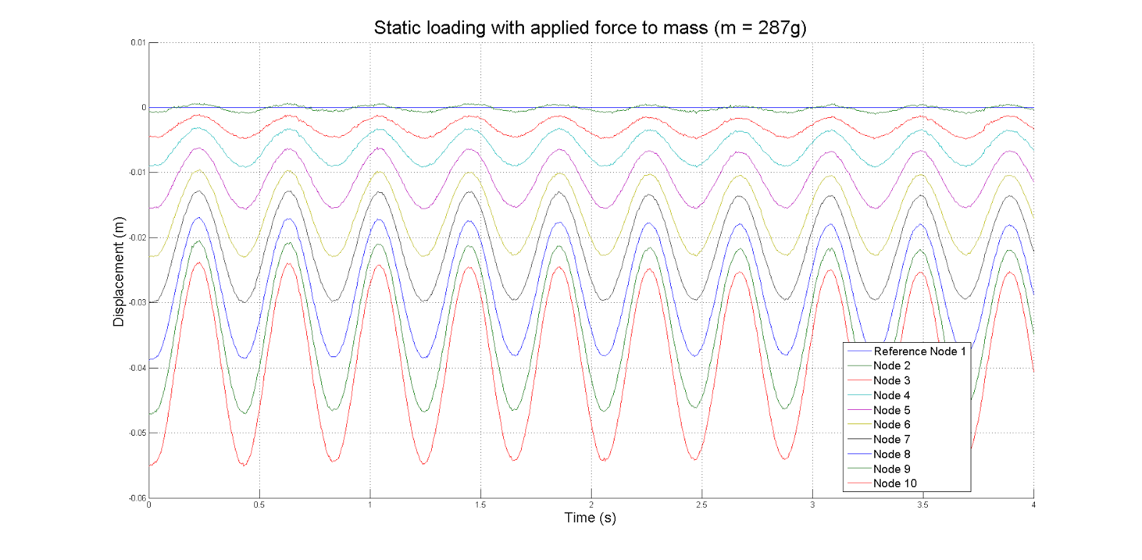 Static loading with applied force to mass (m = 287g)
0.01
0
-0.01
-0.02
-0.03
-0.04
-0.05
-0.06
Displacement (m)
0
0.5
1
1.5
2
2.5
3
3.5
4
Time (s)
Reference Node 1
Node 2
Node 3
Node 4
Node 5
Node 6
Node 7
Node 8
Node 9
Node 10